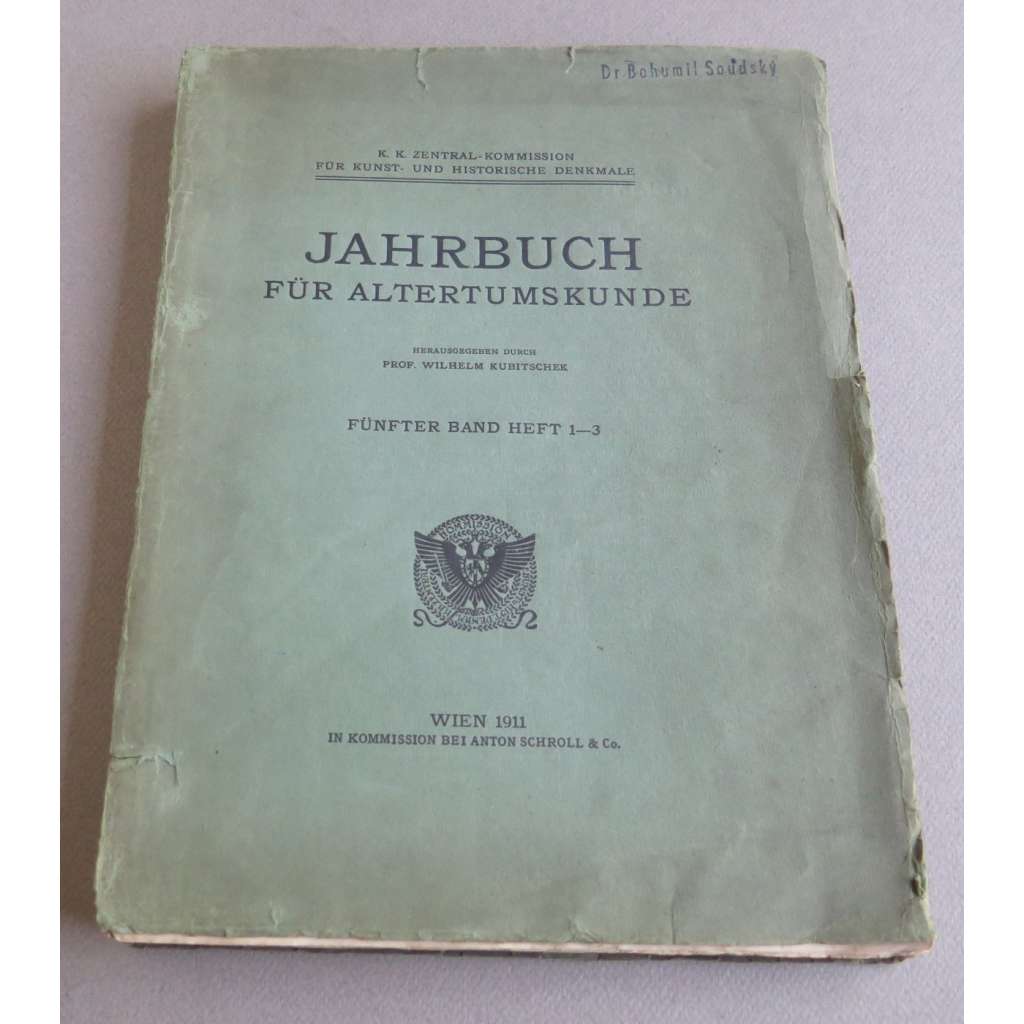 Dr Bohumil Soudský
K. K. ZENTRAL-KOMMISSION
FÜR KUNST- UND HISTORISCHE DENKMALE
JAHRBUCH
FÜR ALTERTUMSKUNDE
HERAUSGEGEBEN DURCH
PROF. WILHELM KUBITSCHEK
FÜNFTER BAND HEFT 1—3
KOMMISSION
WIEN 1911
IN KOMMISSION BEI ANTON SCHROLL & Co.